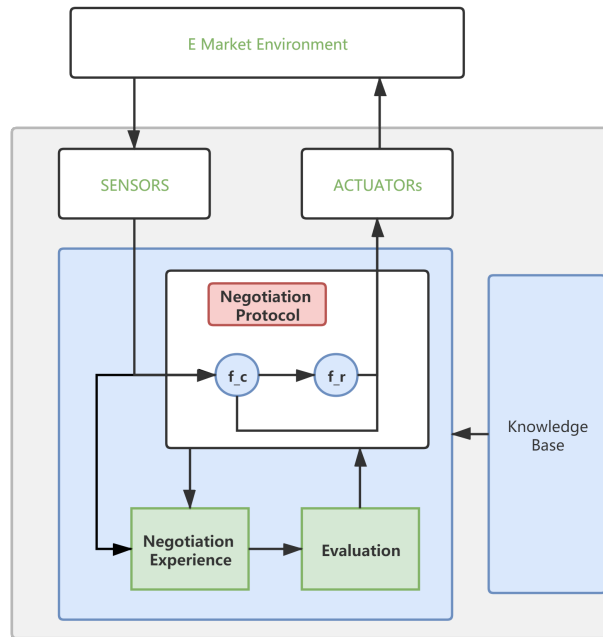 E Market Environment
SENSORS
ACTUATORs
Negotiation
Protocol
f_c
f_r
Knowledge
Base
Negotiation
Experience
Evaluation